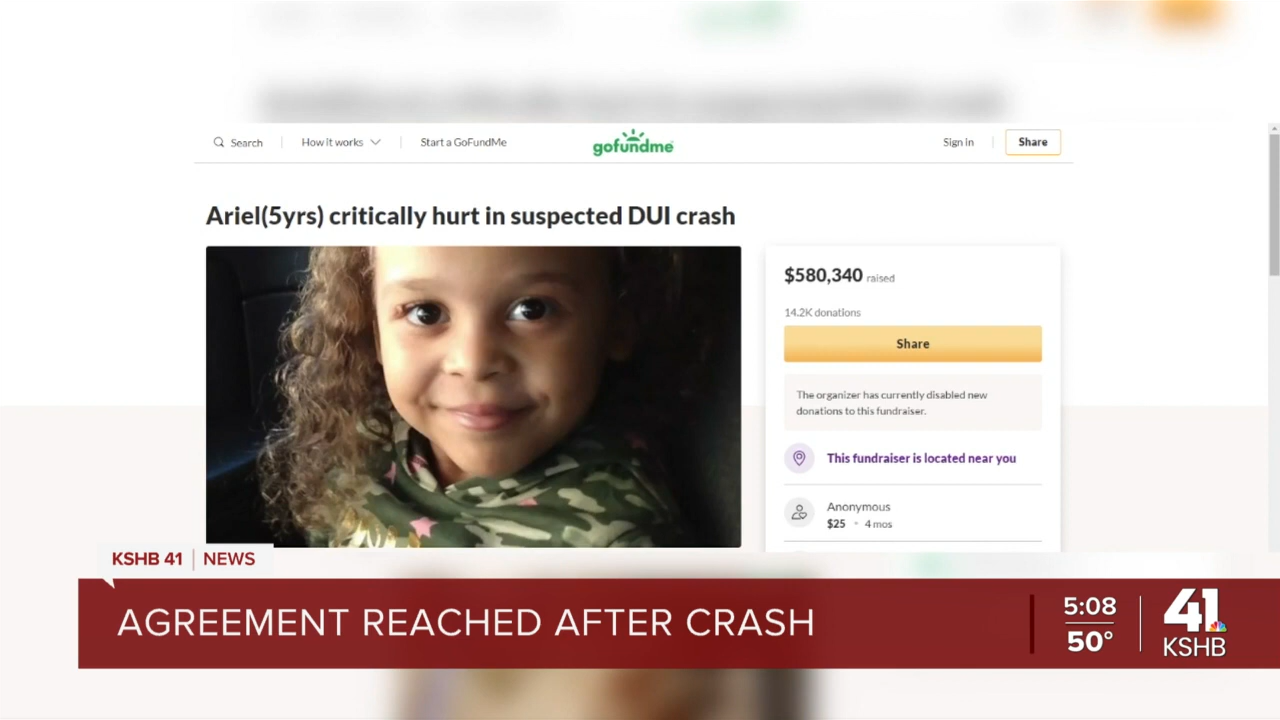 Search
How it works
Start a GoFundMe
gofundme
Sign in
Share
Ariel(5yrs) critically hurt in suspected DUI crash
$580,340 raised
14.2K donations
Share
The organizer has currently disabled new
donations to this fundraiser.
This fundraiser is located near you
Anonymous
$25 • 4 mos
KSHB 41 | NEWS
AGREEMENT REACHED AFTER CRASH
5:08
50°
41
KSHB